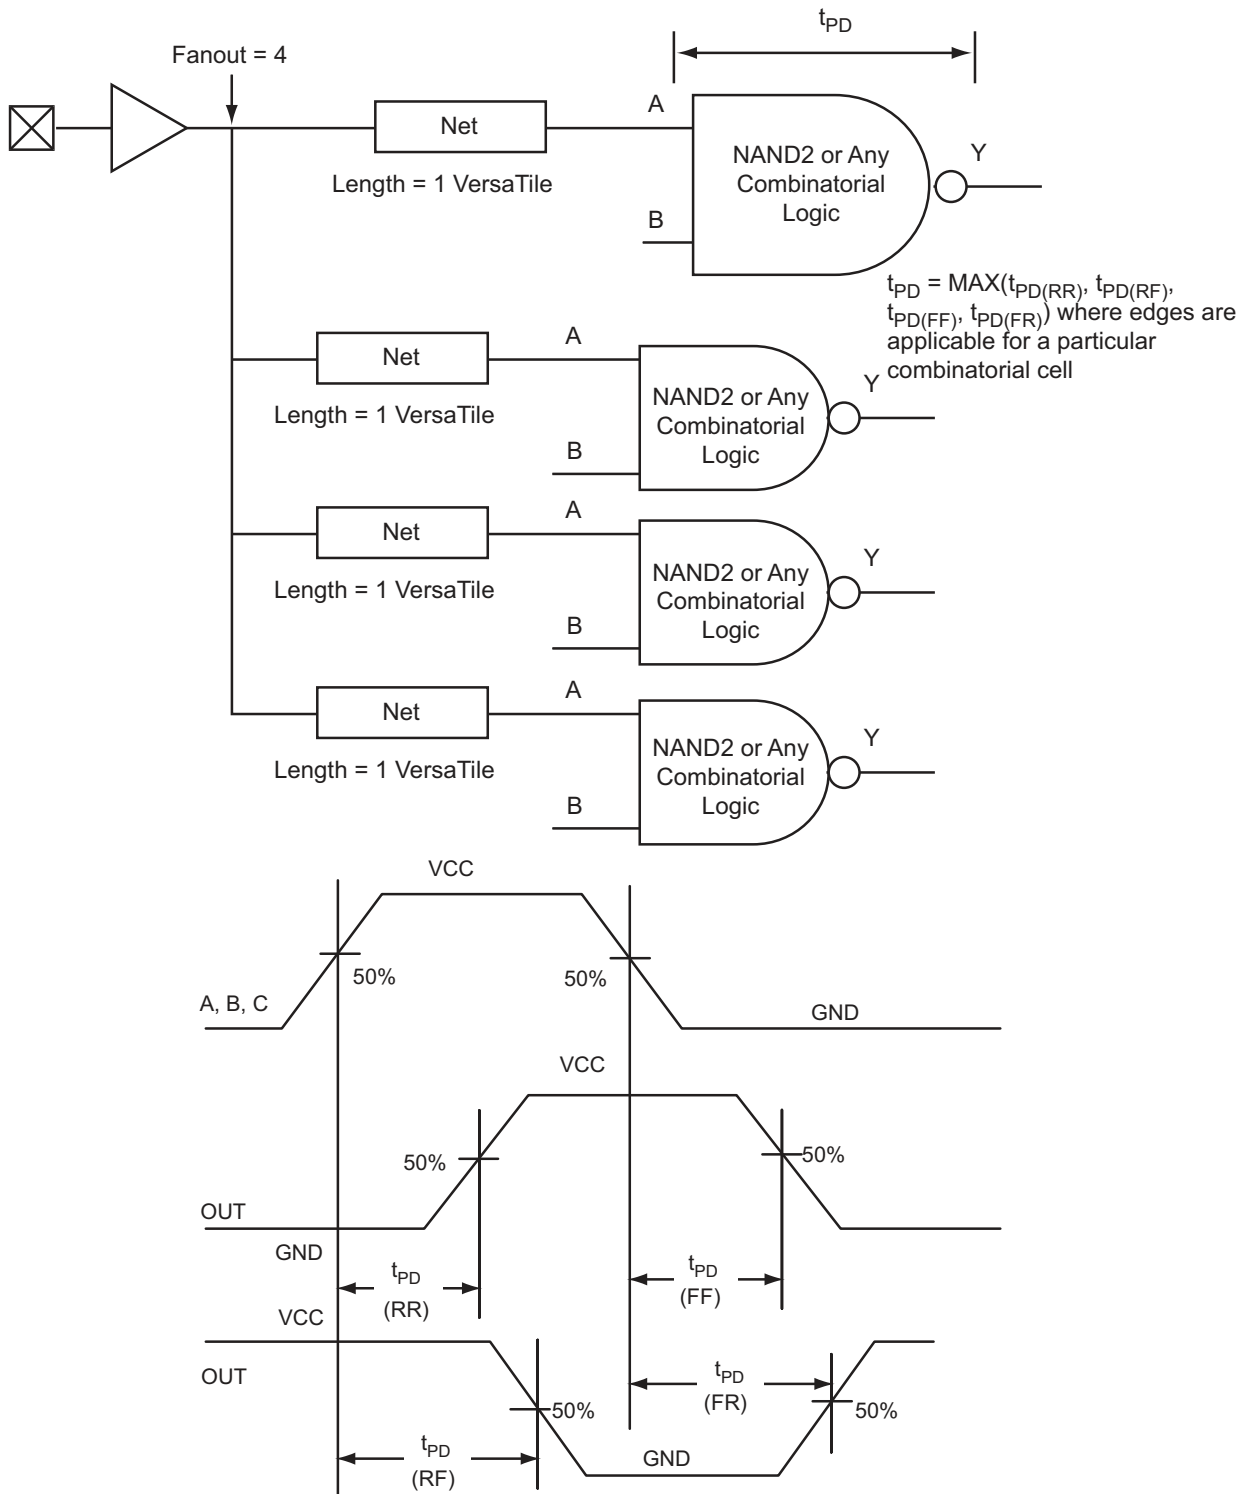 tPD
Fanout = 4
Net
Length = 1 VersaTile
A
B
NAND2 or Any
Combinatorial
Logic
Y
tPD = MAX(tPD(RR), tPD(RF),
tPD(FF), tPD(FR)) where edges are
applicable for a particular
combinatorial cell
Net
Length = 1 VersaTile
A
B
NAND2 or Any
Combinatorial
Logic
Y
Net
Length = 1 VersaTile
A
B
NAND2 or Any
Combinatorial
Logic
Y
Net
Length = 1 VersaTile
A
B
NAND2 or Any
Combinatorial
Logic
Y
VCC
50%
50%
A, B, C
GND
VCC
50%
50%
OUT
GND
tPD
(RR)
tPD
(FF)
VCC
OUT
tPD
(FR)
50%
50%
tPD
(RF)
GND